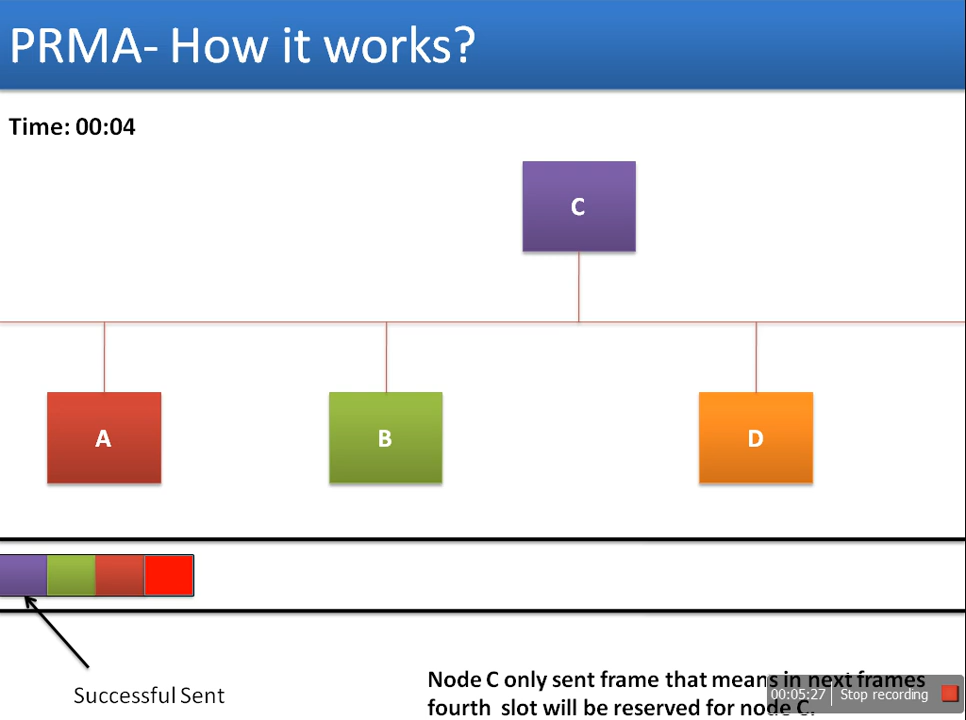 PRMA- How it works?
Time: 00:04
C
A
B
D
Successful Sent
Node C only sent frame that means in next frames
fourth slot will be reserved for node C.
00:05:27 Stop recording